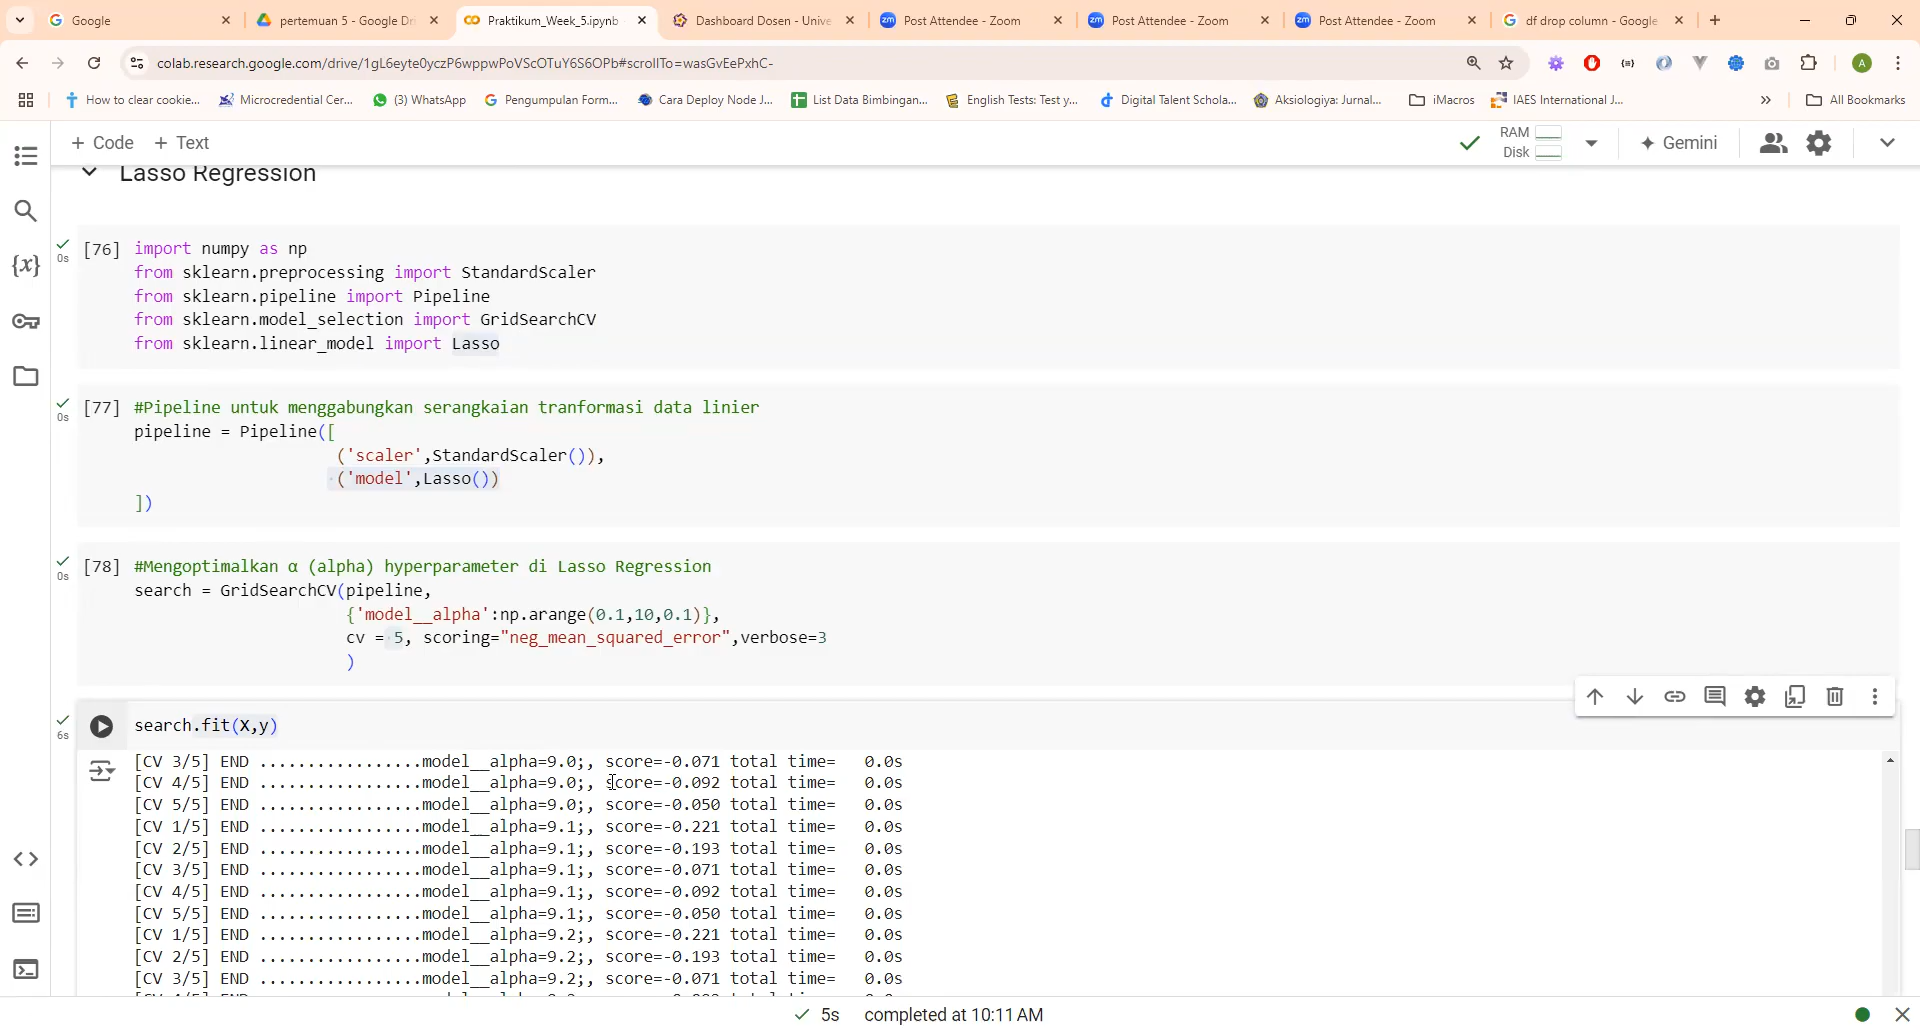 Google
pertemuan 5 - Google Dri
Praktikum_Week_5.ipynb
Dashboard Dosen - Unive
Post Attendee - Zoom
Post Attendee - Zoom
Post Attendee - Zoom
df drop column - Google
colab.research.google.com/drive/1gL6eyte0yczP6wppwPoVScOTuY6S6OPb#scrollTo=wasGvEePxhC-
A
How to clear cookie...
Microcredential Cer...
(3) WhatsApp
Pengumpulan Form...
Cara Deploy Node J...
List Data Bimbingan...
English Tests: Test y...
Digital Talent Schola...
Aksiologiya: Jurnal...
iMacros
IAES International J...
All Bookmarks
+ Code + Text
RAM
Disk
Gemini
Lasso Regression
0s [76] import numpy as np
from sklearn.preprocessing import StandardScaler
from sklearn.pipeline import Pipeline
from sklearn.model_selection import GridSearchCV
from sklearn.linear_model import Lasso
0s [77] #Pipeline untuk menggabungkan serangkaian tranformasi data linier
pipeline = Pipeline([
('scaler',StandardScaler()),
('model',Lasso())
])
0s [78] #Mengoptimalkan α (alpha) hyperparameter di Lasso Regression
search = GridSearchCV(pipeline,
{'model__alpha':np.arange(0.1,10,0.1)},
cv = 5, scoring="neg_mean_squared_error",verbose=3
)
6s search.fit(X,y)
[CV 3/5] END .................model__alpha=9.0;, score=-0.071 total time= 0.0s
[CV 4/5] END .................model__alpha=9.0;, score=-0.092 total time= 0.0s
[CV 5/5] END .................model__alpha=9.0;, score=-0.050 total time= 0.0s
[CV 1/5] END .................model__alpha=9.1;, score=-0.221 total time= 0.0s
[CV 2/5] END .................model__alpha=9.1;, score=-0.193 total time= 0.0s
[CV 3/5] END .................model__alpha=9.1;, score=-0.071 total time= 0.0s
[CV 4/5] END .................model__alpha=9.1;, score=-0.092 total time= 0.0s
[CV 5/5] END .................model__alpha=9.1;, score=-0.050 total time= 0.0s
[CV 1/5] END .................model__alpha=9.2;, score=-0.221 total time= 0.0s
[CV 2/5] END .................model__alpha=9.2;, score=-0.193 total time= 0.0s
[CV 3/5] END .................model__alpha=9.2;, score=-0.071 total time= 0.0s
5s completed at 10:11 AM